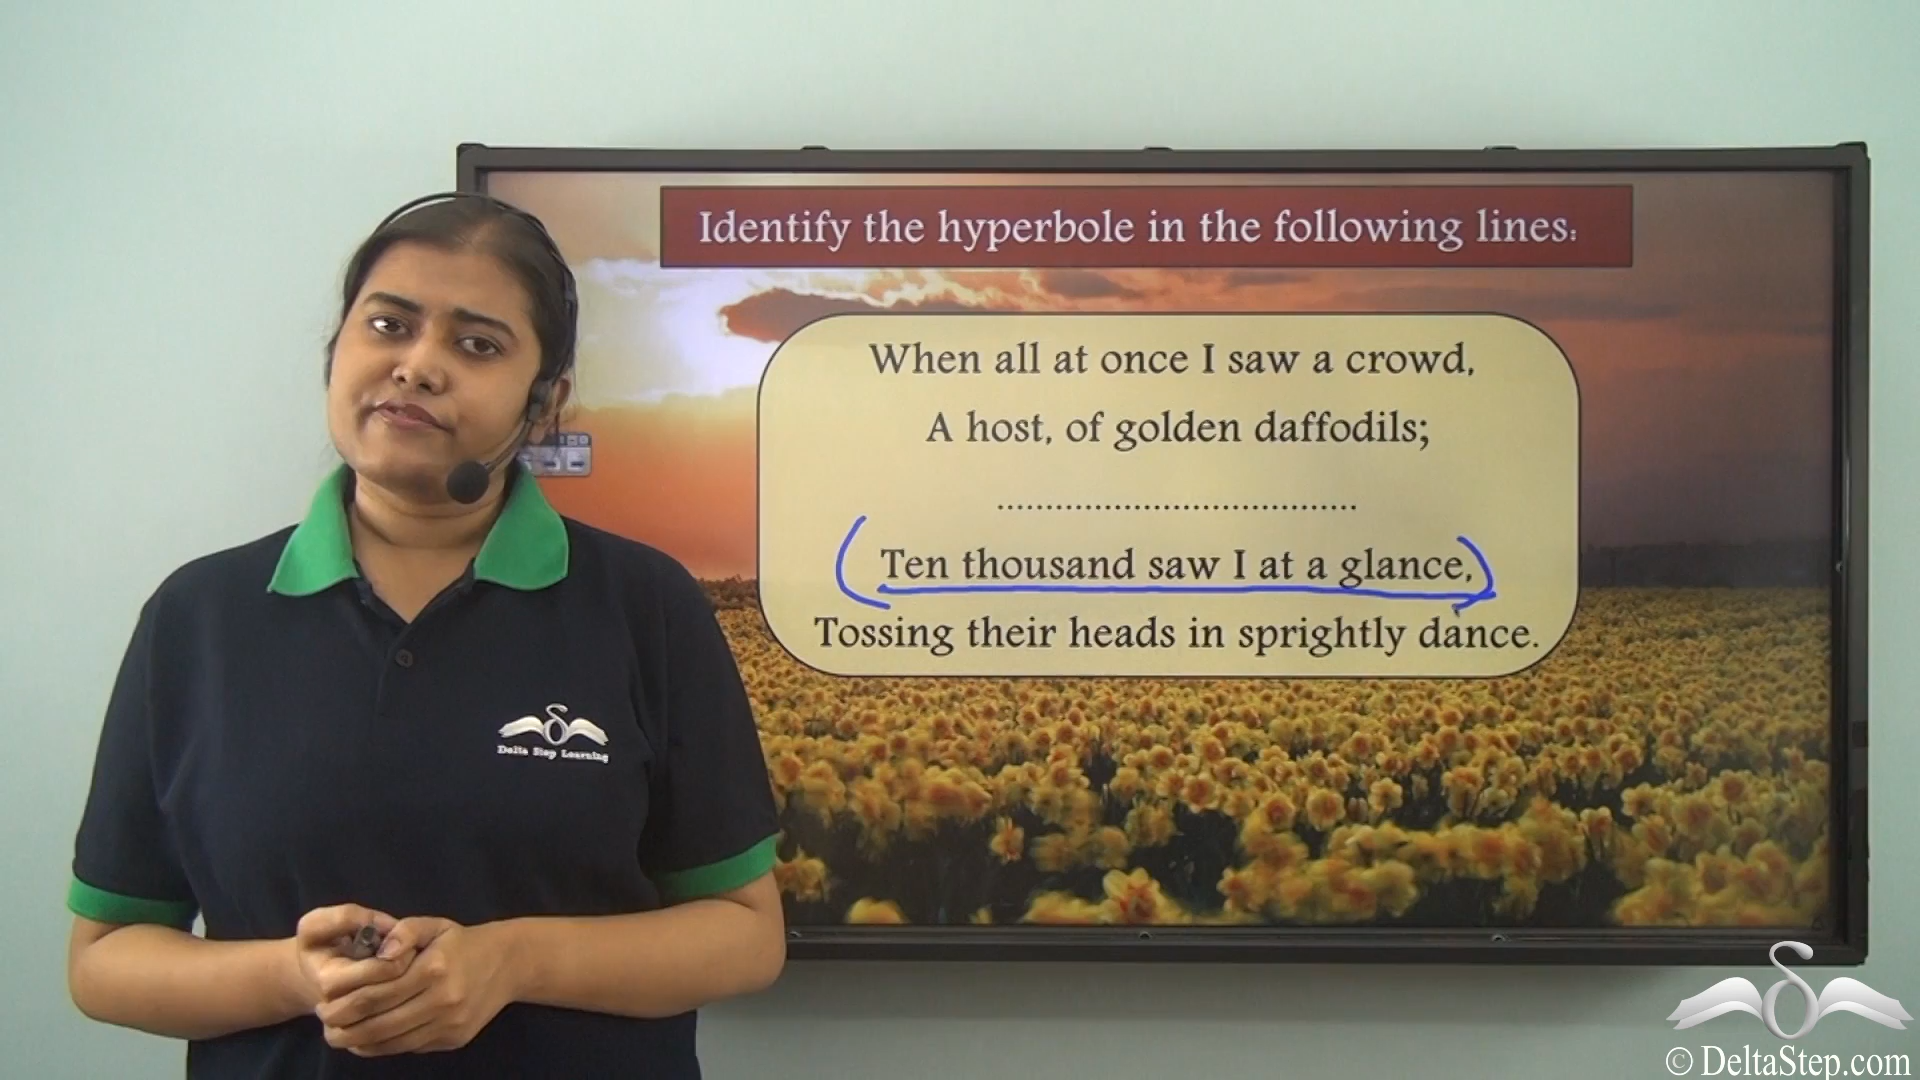 Identify the hyperbole in the following lines:
When all at once I saw a crowd,
A host, of golden daffodils;
....................................
Ten thousand saw I at a glance,
Tossing their heads in sprightly dance.
Delta Step Learning
© DeltaStep.com